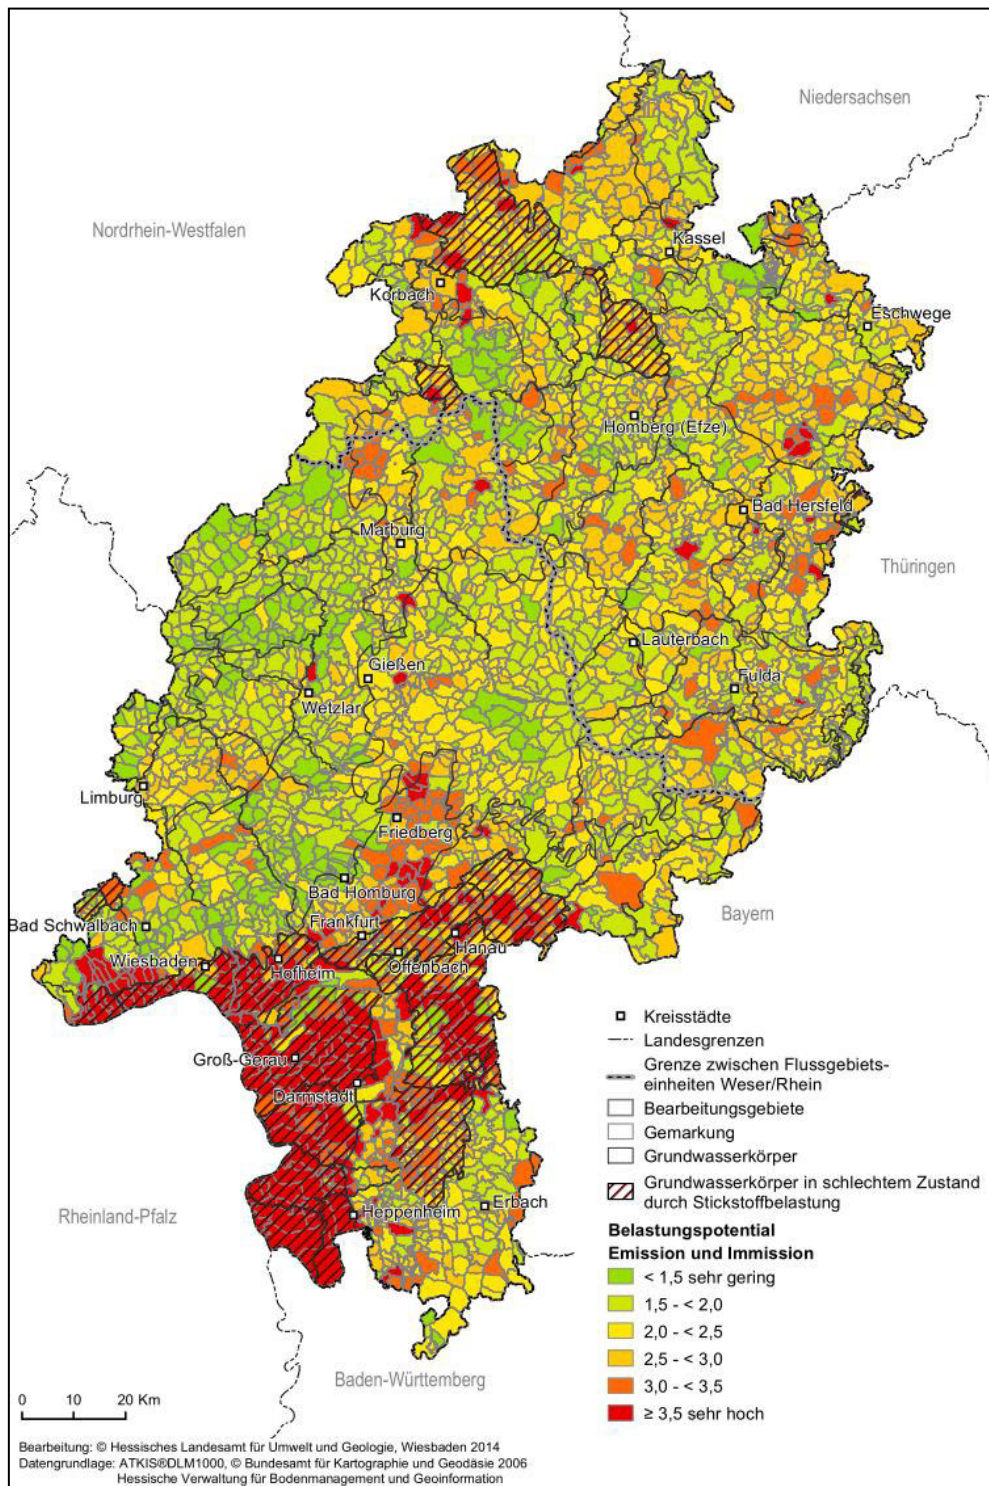 Niedersachsen
Nordrhein-Westfalen
Kassel
Korbach
Eschwege
Homberg (Efze)
Bad Hersfeld
Marburg
Thüringen
Lauterbach
Gießen
Fulda
Wetzlar
Limburg
Friedberg
Bad Homburg
Bayern
Frankfurt
Bad Schwalbach
Hanau
Wiesbaden
Hofheim
Offenbach
Groß-Gerau
Darmstadt
Erbach
Heppenheim
Rheinland-Pfalz
Baden-Württemberg
Kreisstädte
Landesgrenzen
Grenze zwischen Flussgebiets-
einheiten Weser/Rhein
Bearbeitungsgebiete
Gemarkung
Grundwasserkörper
Grundwasserkörper in schlechtem Zustand
durch Stickstoffbelastung
Belastungspotential
Emission und Immission
< 1,5 sehr gering
1,5 - < 2,0
2,0 - < 2,5
2,5 - < 3,0
3,0 - < 3,5
≥ 3,5 sehr hoch
0 10 20 Km
Bearbeitung: © Hessisches Landesamt für Umwelt und Geologie, Wiesbaden 2014
Datengrundlage: ATKIS®DLM1000, © Bundesamt für Kartographie und Geodäsie 2006
Hessische Verwaltung für Bodenmanagement und Geoinformation